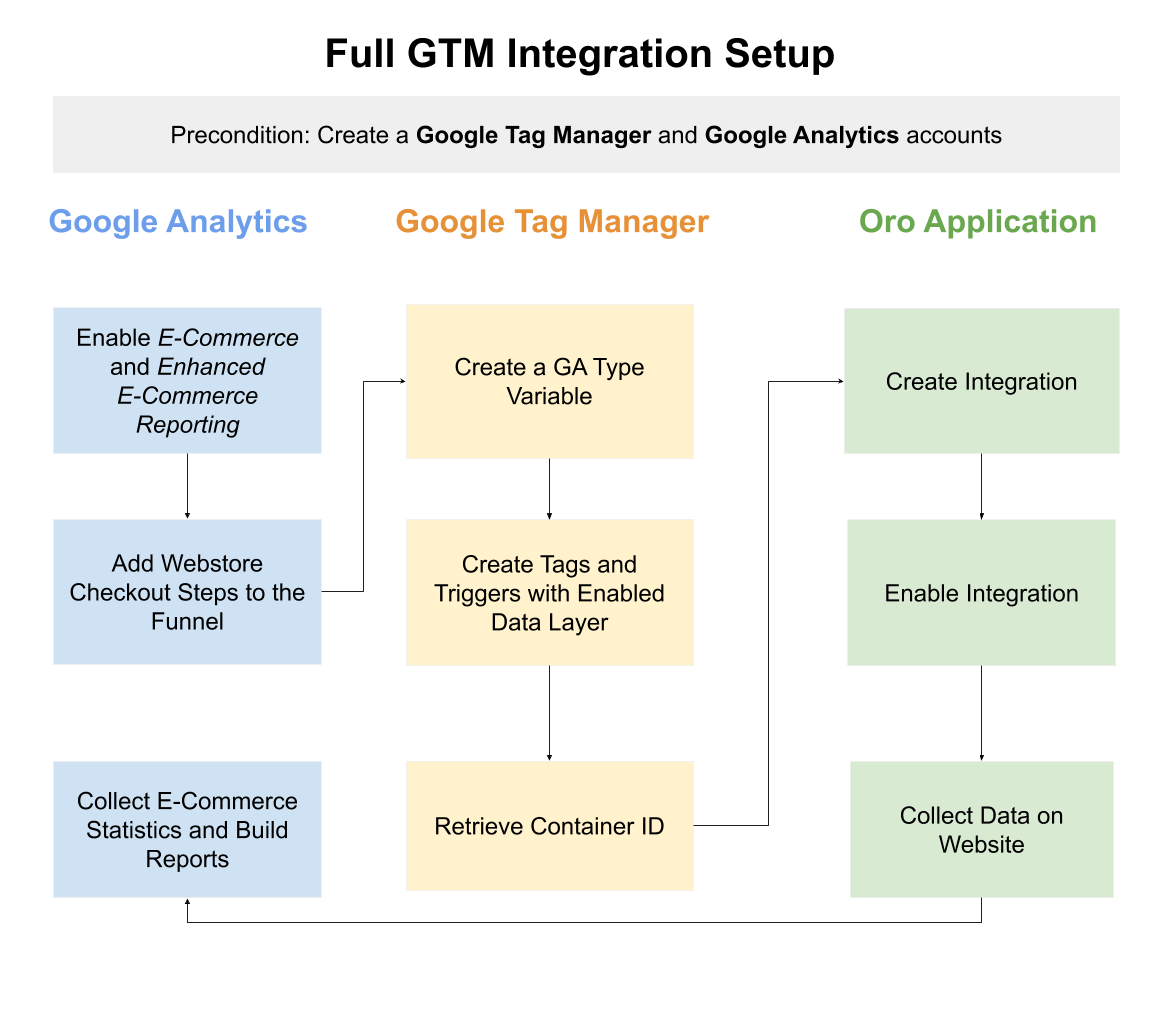 Full GTM Integration Setup
Precondition: Create a Google Tag Manager and Google Analytics accounts
Google Analytics
Google Tag Manager
Oro Application
Enable E-Commerce
and Enhanced
E-Commerce
Reporting
Create a GA Type
Variable
Create Integration
Add Webstore
Checkout Steps to the
Funnel
Create Tags and
Triggers with Enabled
Data Layer
Enable Integration
Collect E-Commerce
Statistics and Build
Reports
Retrieve Container ID
Collect Data on
Website